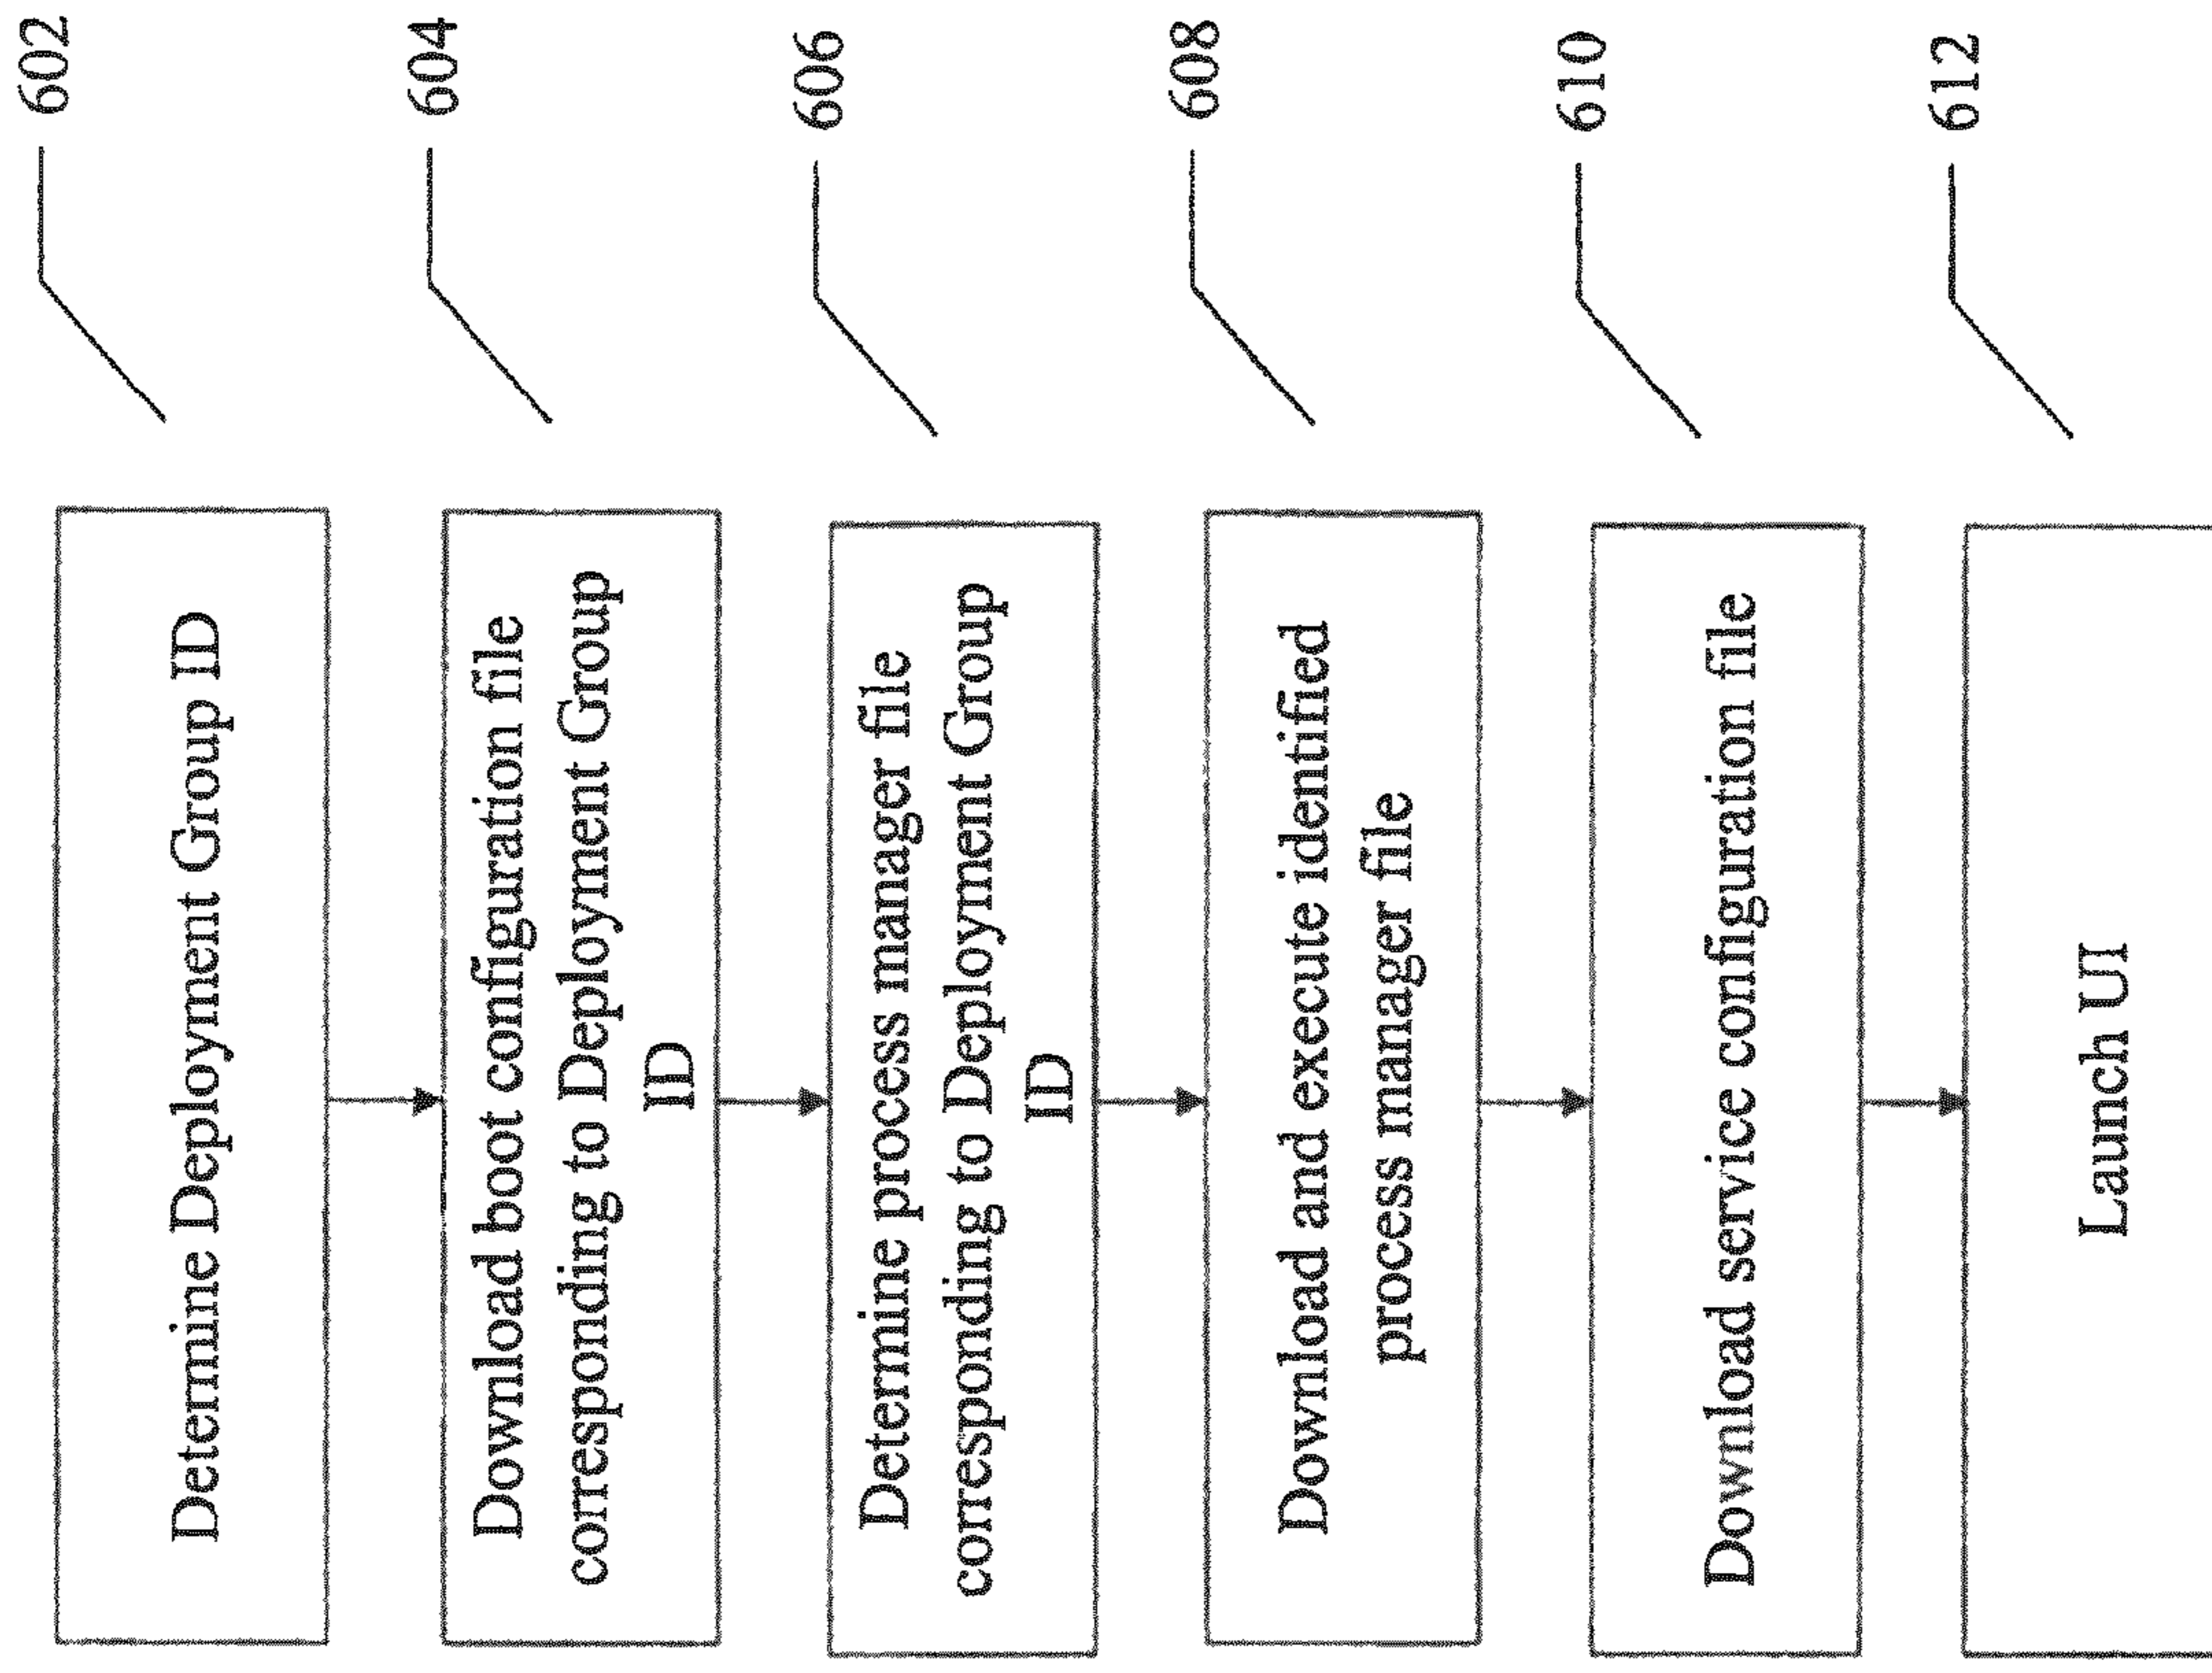 Determine Deployment Group ID
602
Download boot configuration file
corresponding to Deployment Group
ID
604
Determine process manager file
corresponding to Deployment Group
ID
606
Download and execute identified
process manager file
608
Download service configuration file
610
Launch UI
612